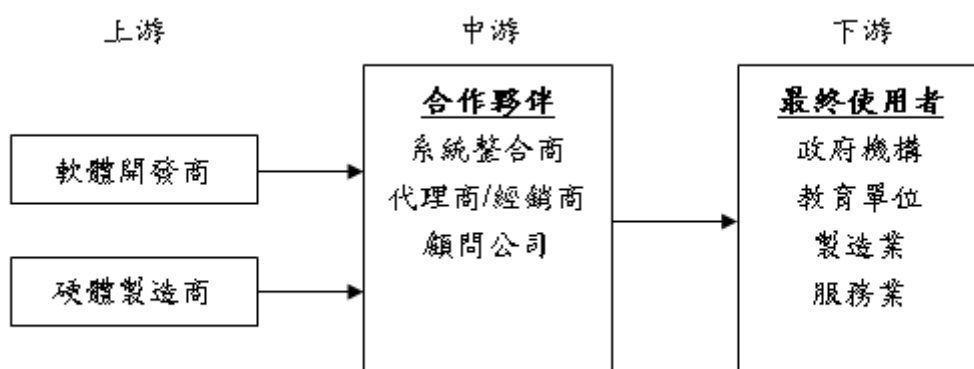 上游
中游
下游
軟體開發商
硬體製造商
合作夥伴
系統整合商
代理商/經銷商
顧問公司
最終使用者
政府機構
教育單位
製造業
服務業